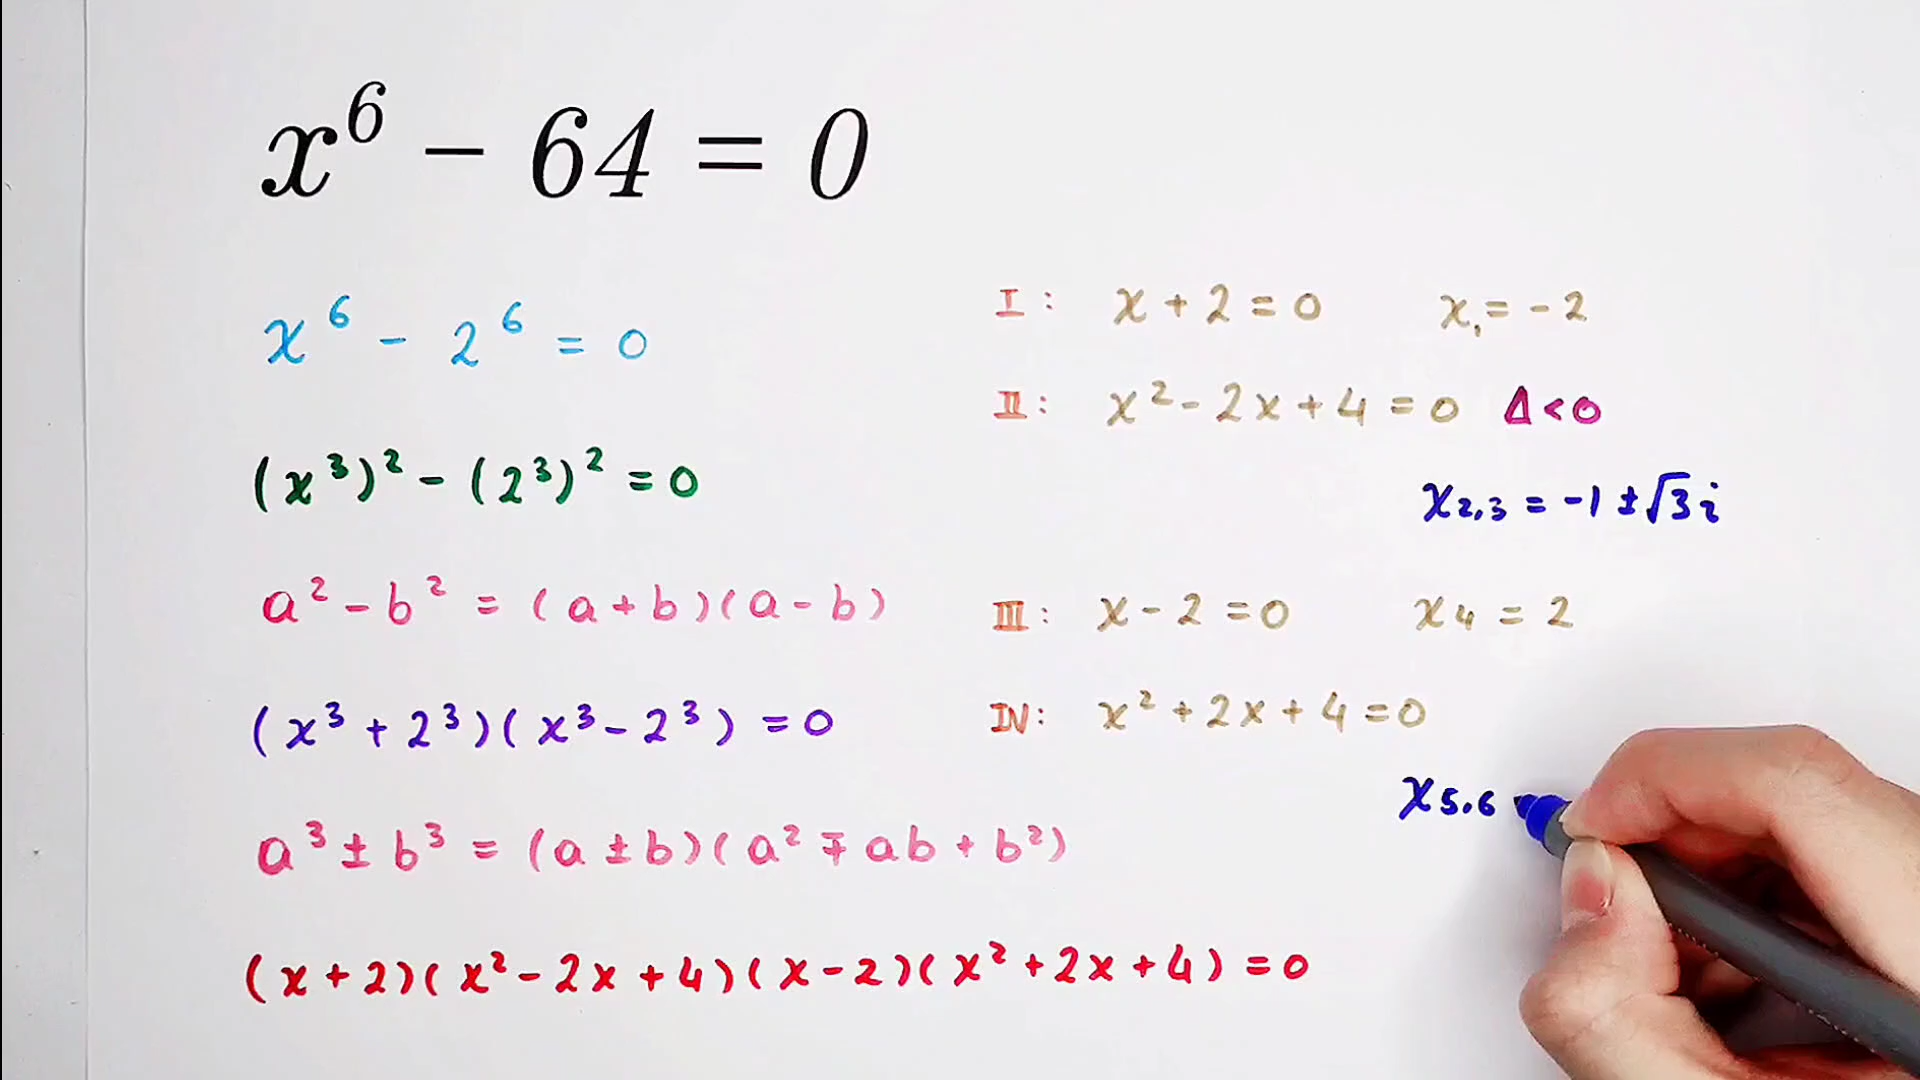 x⁶ − 64 = 0
x⁶ - 2⁶ = 0
(x³)² - (2³)² = 0
a² - b² = (a + b)(a - b)
(x³ + 2³)(x³ - 2³) = 0
a³ ± b³ = (a ± b)(a² ∓ ab + b²)
(x + 2)(x² - 2x + 4)(x - 2)(x² + 2x + 4) = 0
I: x + 2 = 0 x₁ = -2
II: x² - 2x + 4 = 0 Δ < 0
x₂,₃ = -1 ± √3 i
III: x - 2 = 0 x₄ = 2
IV: x² + 2x + 4 = 0
x₅.₆